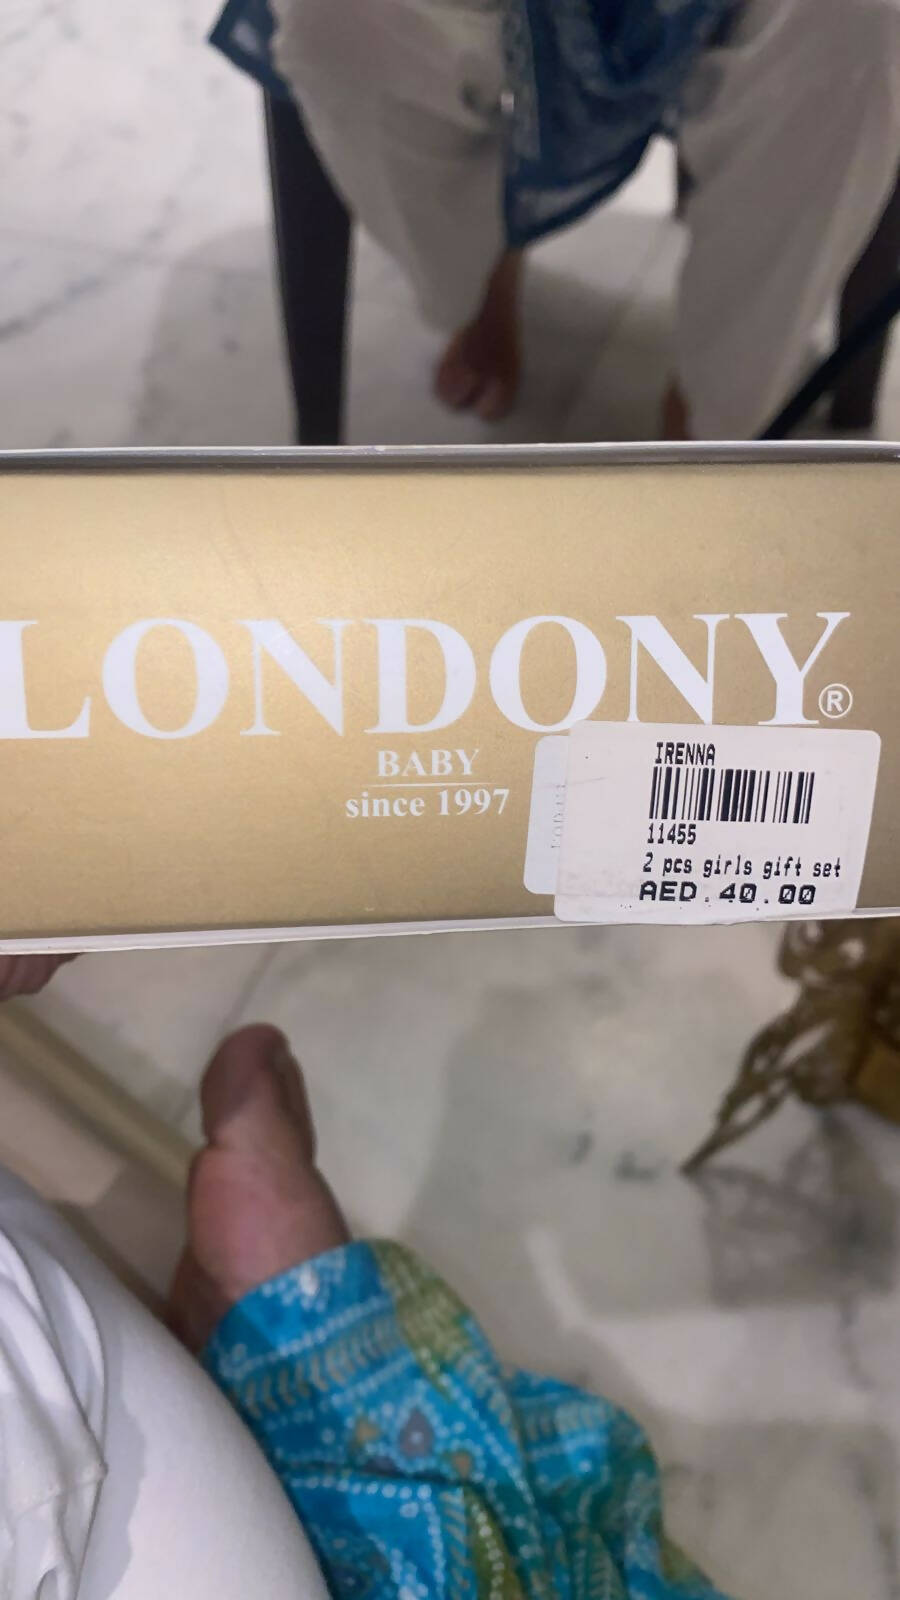 LONDONY®
BABY
since 1997
IRENNA
11455
2 pcs girls gift set
AED.40.00